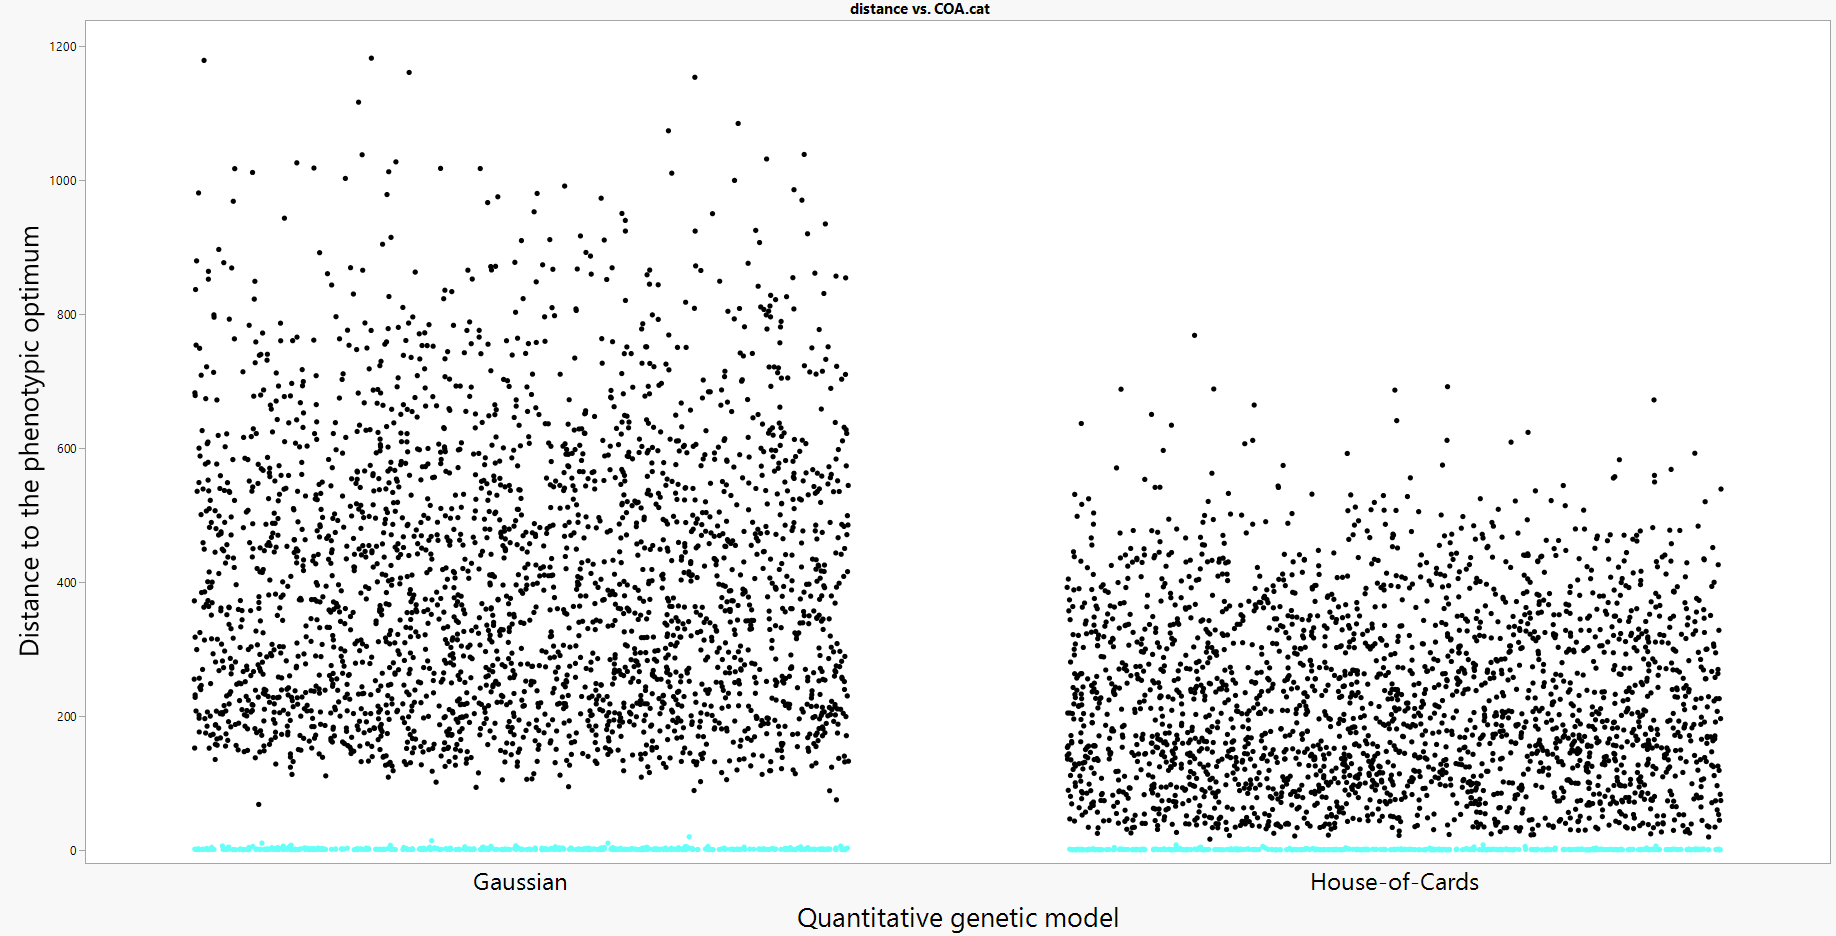 distance vs. COA.cat
Distance to the phenotypic optimum
1200
1000
800
600
400
200
0
Gaussian
House-of-Cards
Quantitative genetic model